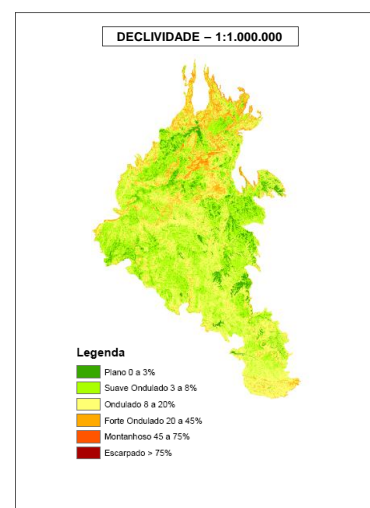 DECLIVIDADE – 1:1.000.000
Legenda
Plano 0 a 3%
Suave Ondulado 3 a 8%
Ondulado 8 a 20%
Forte Ondulado 20 a 45%
Montanhoso 45 a 75%
Escarpado > 75%